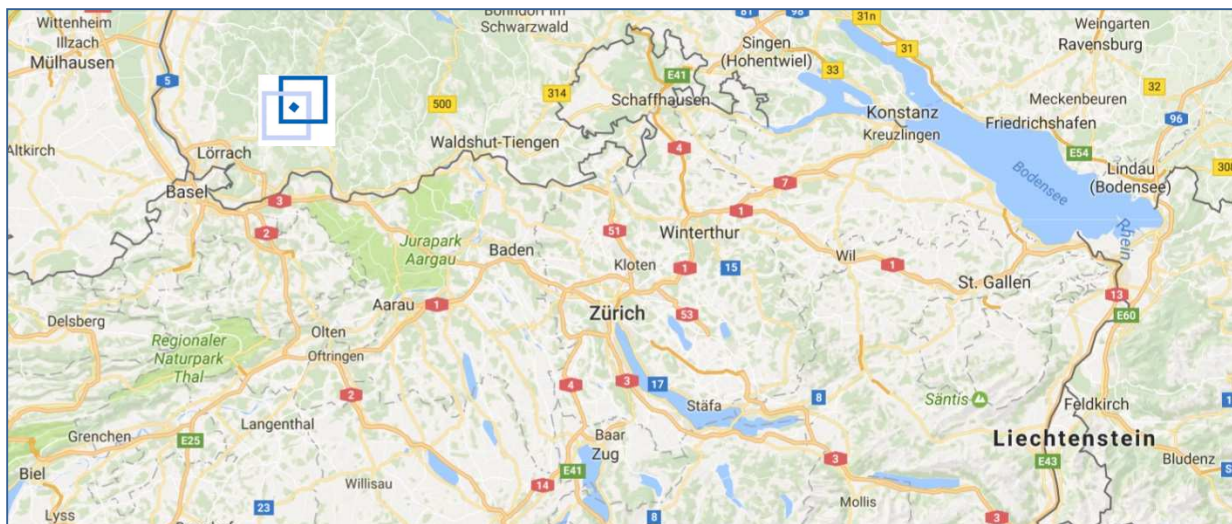 Wittenheim
Illzach
Mülhausen
5
Schwarzwald
81
98
31n
31
Singen
(Hohentwiel)
33
Weingarten
Ravensburg
32
96
500
314
E41
Schaffhausen
Konstanz
Kreuzlingen
Meckenbeuren
Friedrichshafen
E54
Lindau
(Bodensee)
Altkirch
Lörrach
Waldshut-Tiengen
4
7
Bodensee
Rhein
Basel
3
2
Jurapark
Aargau
Baden
51
1
Winterthur
Kloten
1
15
Wil
1
St. Gallen
13
E60
Aarau
1
Zürich
53
Delsberg
Regionaler
Naturpark
Thal
Olten
Oftringen
2
4
3
17
Stäfa
8
Säntis
Feldkirch
Grenchen
E25
Langenthal
Baar
Zug
Liechtenstein
3
E43
Bludenz
Biel
Willisau
14
E41
Mollis
Lyss
23
8
3